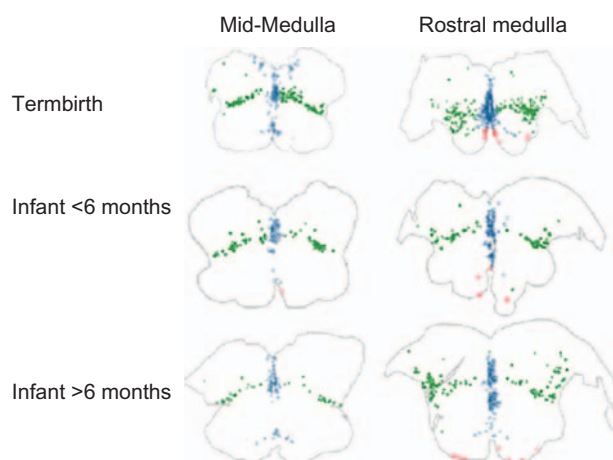 Mid-Medulla Rostral medulla
Termbirth
Infant <6 months
Infant >6 months